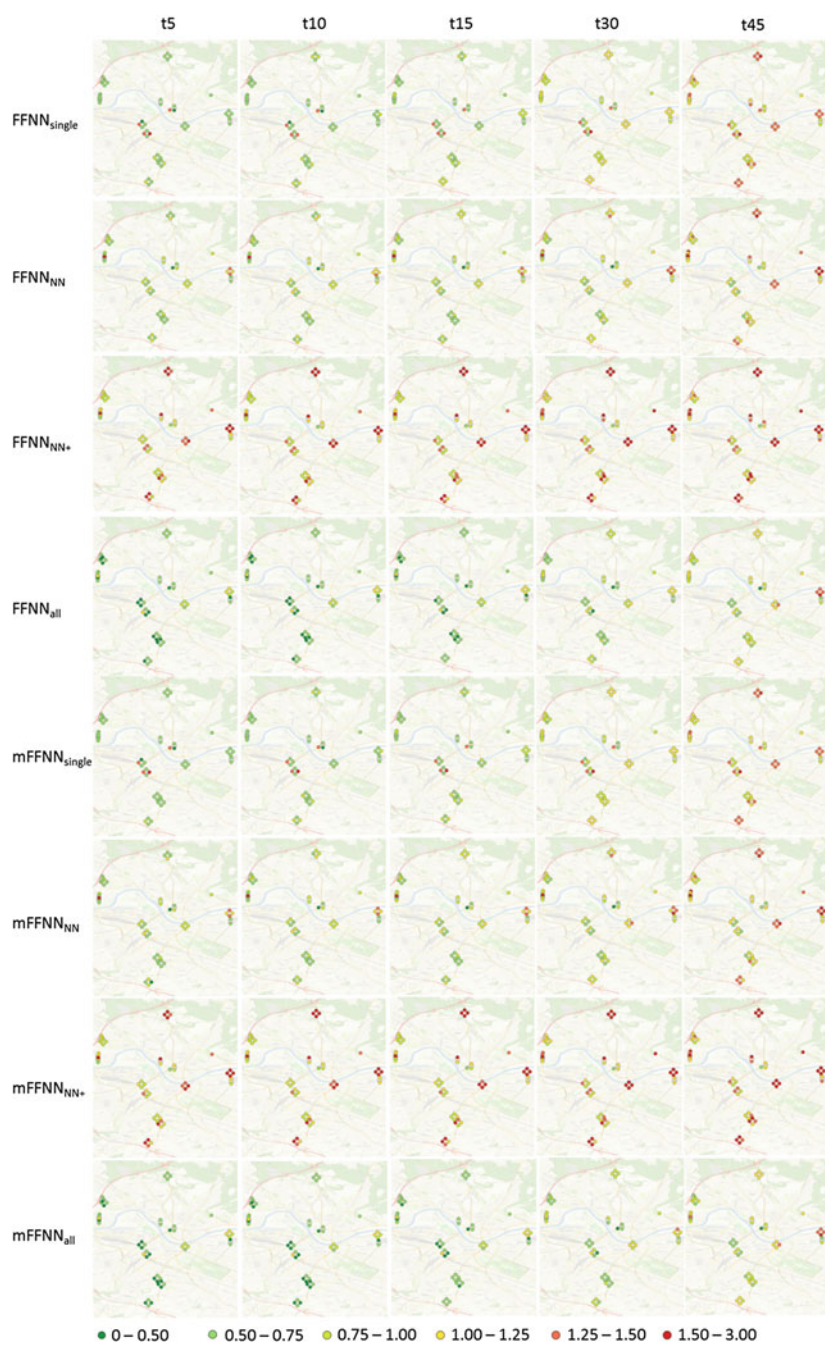 t5 t10 t15 t30 t45
FFNNsingle
FFNNNN
FFNNNN+
FFNNall
mFFNNsingle
mFFNNNN
mFFNNNN+
mFFNNall
0 – 0.50 0.50 – 0.75 0.75 – 1.00 1.00 – 1.25 1.25 – 1.50 1.50 – 3.00